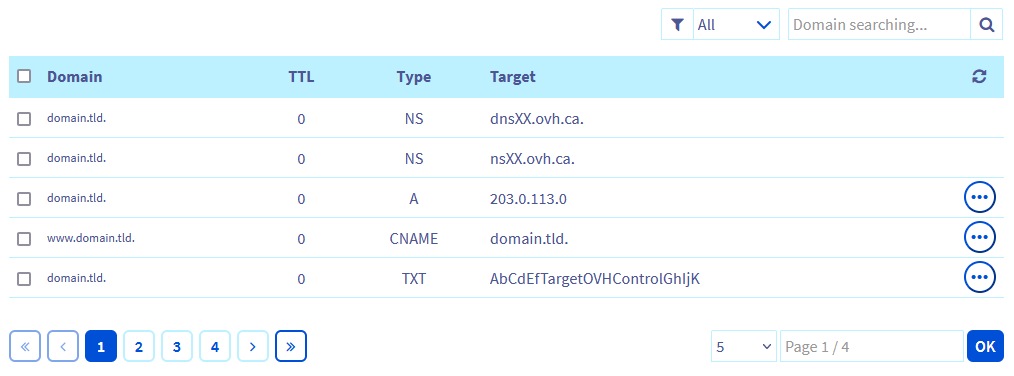 All Domain searching...
Domain TTL Type Target
domain.tld. 0 NS dnsXX.ovh.ca.
domain.tld. 0 NS nsXX.ovh.ca.
domain.tld. 0 A 203.0.113.0
www.domain.tld. 0 CNAME domain.tld.
domain.tld. 0 TXT AbCdEfTargetOVHControlGhIjK
« ‹ 1 2 3 4 › » 5 Page 1 / 4 OK